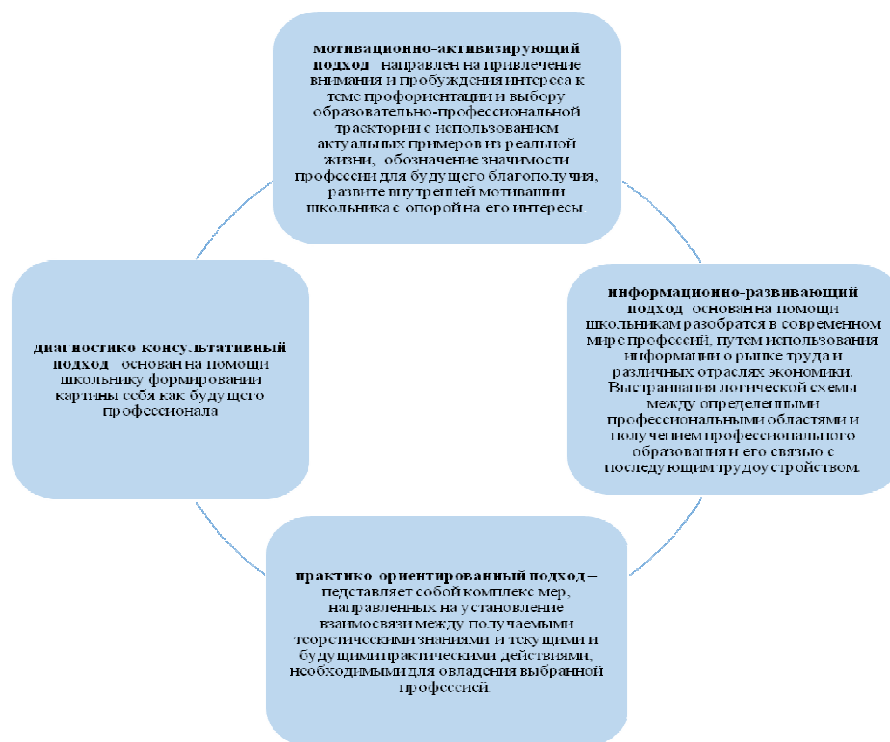 мотивационно-активизирующий
подход - направлен на привлечение
внимания и пробуждения интереса к
теме профориентации и выбору
образовательно-профессиональной
траектории с использованием
актуальных примеров из реальной
жизни, обозначение значимости
профессии для будущего благополучия,
развите внутренней мотивации
школьника с опорой на его интересы
информационно-развивающий
подход - основан на помощи
школьникам разобратся в современном
мире профессий, путем использования
информации о рынке труда и
различных отраслях экономики.
Выстраивания логической схемы
между определенными
профессиональными областями и
получением профессионального
образования и его связью с
последующим трудоустройством.
практико-ориентированный подход –
педставляет собой комплекс мер,
направленных на установление
взаимосвязи между получаемыми
теоретическими знаниями и текущими и
будущими практическими действиями,
необходимыми для овладения выбранной
профессией.
диагностико-консультативный
подход - основан на помощи
школьнику формировании
картины себя как будущего
профессионала